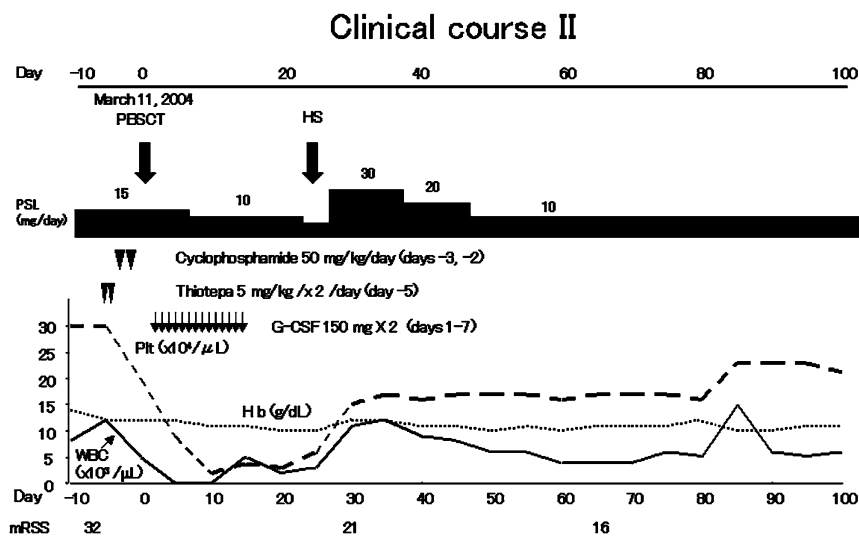 Clinical course II
Day -10 0 20 40 60 80 100
March 11, 2004
PBSCT HS
PSL
(mg/day)
15 10 30 20 10
Cyclophosphamide 50 mg/kg/day (days -3, -2)
Thiotepa 5 mg/kg /x 2 /day (day -5)
G-CSF 150 mg X 2 (days 1-7)
Plt (x10⁴/μL)
Hb (g/dL)
WBC
(x10³/μL)
30
25
20
15
10
5
0
-10 0 10 20 30 40 50 60 70 80 90 100
Day
mRSS 32 21 16